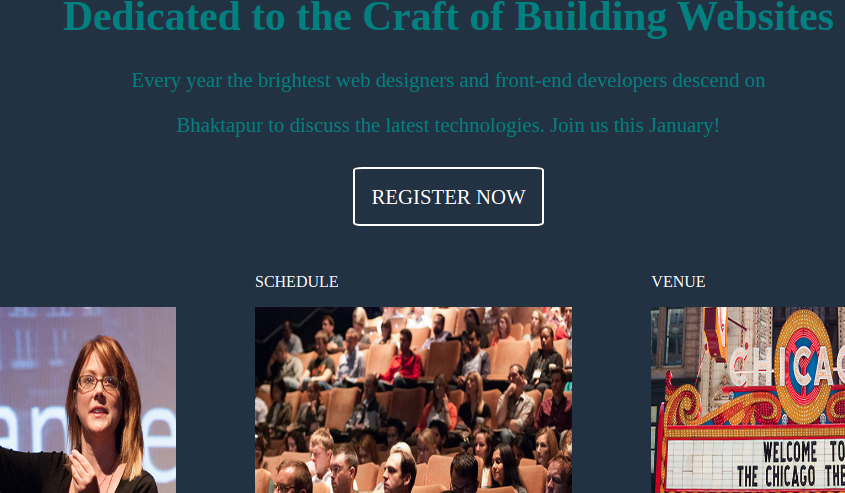 Dedicated to the Craft of Building Websites
Every year the brightest web designers and front-end developers descend on
Bhaktapur to discuss the latest technologies. Join us this January!
REGISTER NOW
SCHEDULE
VENUE
CHICAG
WELCOME TO
THE CHICAGO THE